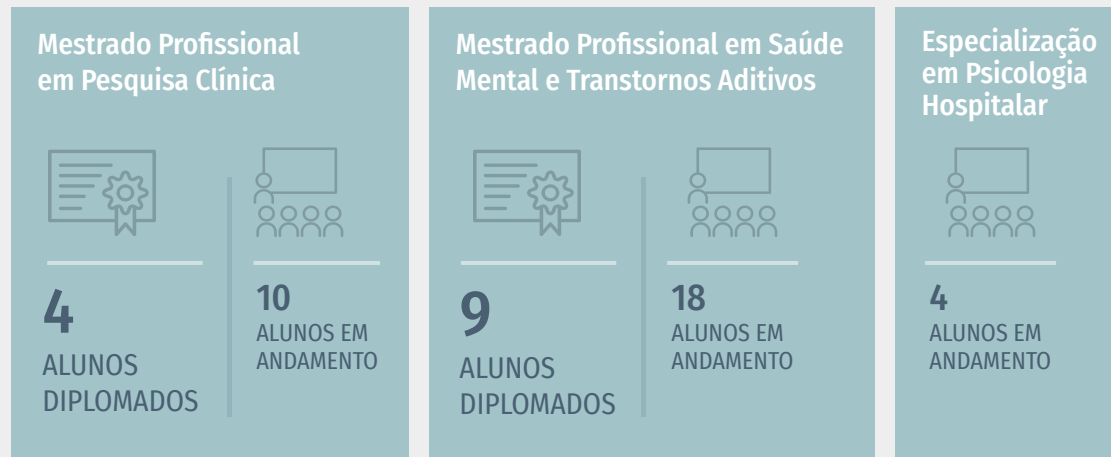 Mestrado Profissional
em Pesquisa Clínica
4
ALUNOS
DIPLOMADOS
10
ALUNOS EM
ANDAMENTO
Mestrado Profissional em Saúde
Mental e Transtornos Aditivos
9
ALUNOS
DIPLOMADOS
18
ALUNOS EM
ANDAMENTO
Especialização
em Psicologia
Hospitalar
4
ALUNOS EM
ANDAMENTO